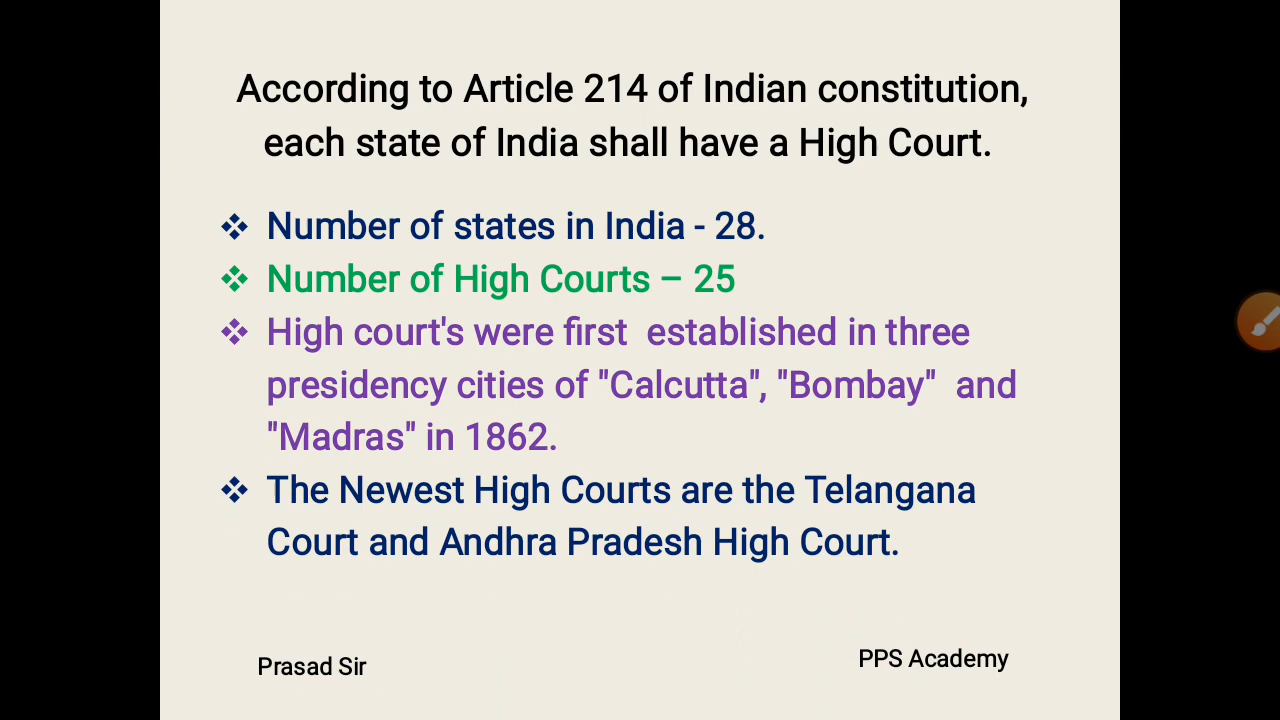 According to Article 214 of Indian constitution,
each state of India shall have a High Court.
❖ Number of states in India - 28.
❖ Number of High Courts – 25
❖ High court's were first  established in three
presidency cities of "Calcutta", "Bombay"  and
"Madras" in 1862.
❖ The Newest High Courts are the Telangana
Court and Andhra Pradesh High Court.
Prasad Sir
PPS Academy